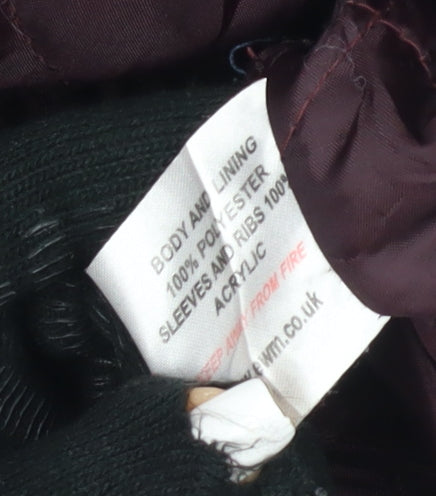 BODY AND LINING
100% POLYESTER
SLEEVES AND RIBS 100%
ACRYLIC
KEEP AWAY FROM FIRE